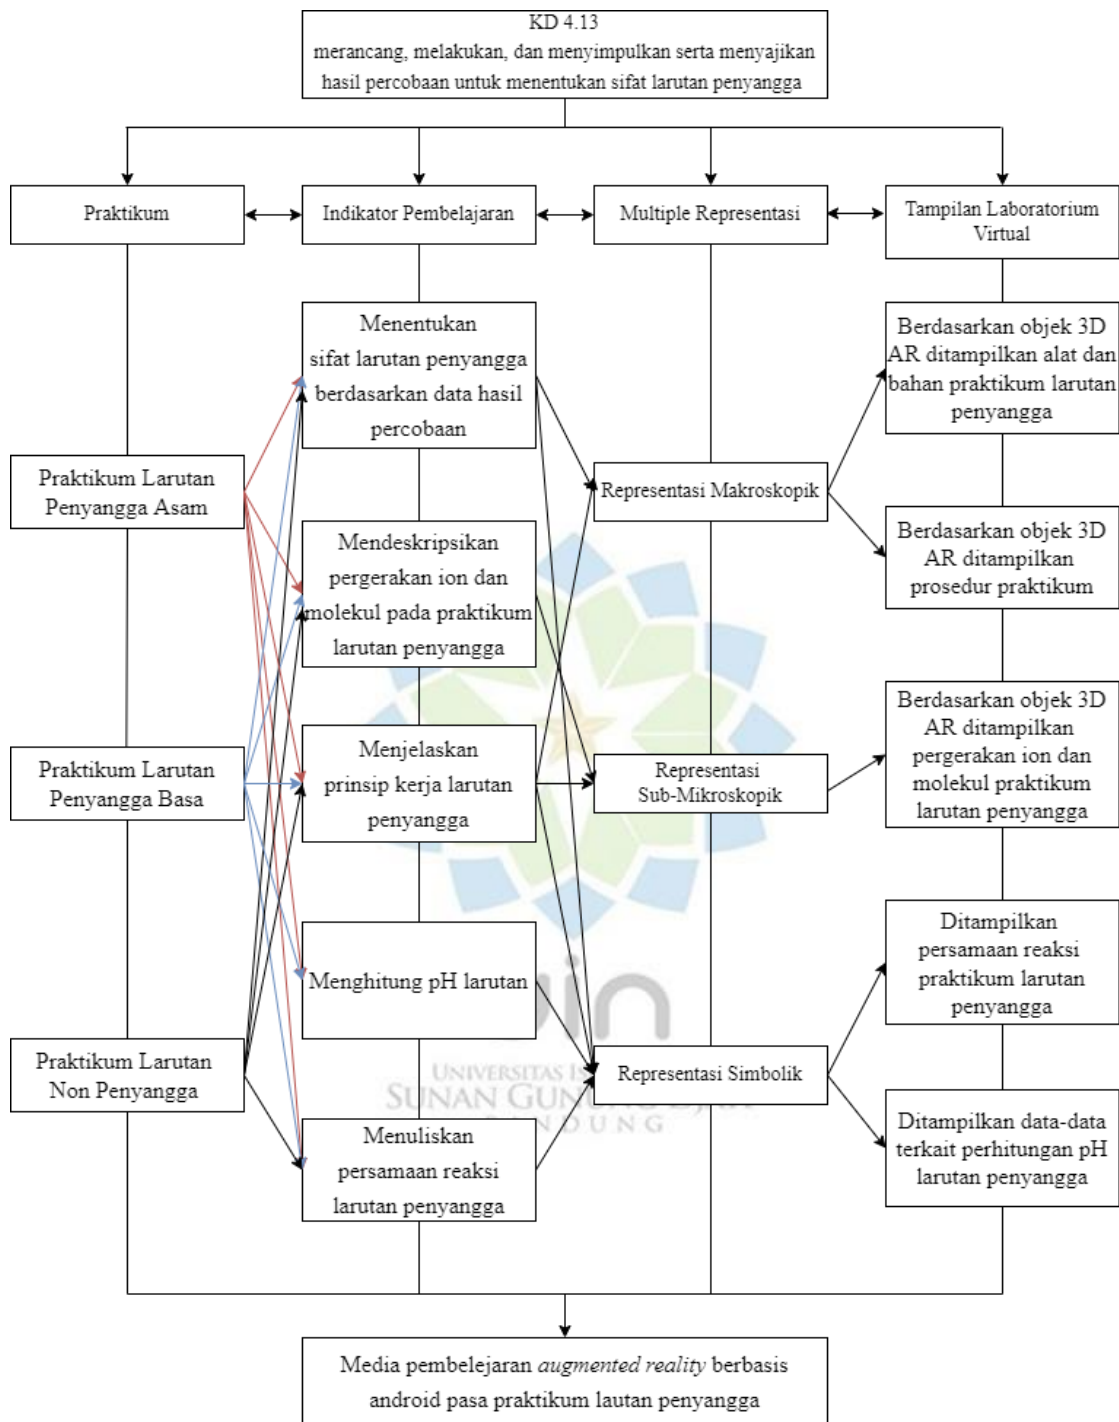 KD 4.13
merancang, melakukan, dan menyimpulkan serta menyajikan
hasil percobaan untuk menentukan sifat larutan penyangga
Praktikum
Indikator Pembelajaran
Multiple Representasi
Tampilan Laboratorium
Virtual
Praktikum Larutan
Penyangga Asam
Praktikum Larutan
Penyangga Basa
Praktikum Larutan
Non Penyangga
Menentukan
sifat larutan penyangga
berdasarkan data hasil
percobaan
Mendeskripsikan
pergerakan ion dan
molekul pada praktikum
larutan penyangga
Menjelaskan
prinsip kerja larutan
penyangga
Menghitung pH larutan
Menuliskan
persamaan reaksi
larutan penyangga
Representasi Makroskopik
Representasi
Sub-Mikroskopik
Representasi Simbolik
Berdasarkan objek 3D
AR ditampilkan alat dan
bahan praktikum larutan
penyangga
Berdasarkan objek 3D
AR ditampilkan
prosedur praktikum
Berdasarkan objek 3D
AR ditampilkan
pergerakan ion dan
molekul praktikum
larutan penyangga
Ditampilkan
persamaan reaksi
praktikum larutan
penyangga
Ditampilkan data-data
terkait perhitungan pH
larutan penyangga
UNIVERSITAS
SUNAN
Media pembelejaran augmented reality berbasis
android pasa praktikum lautan penyangga